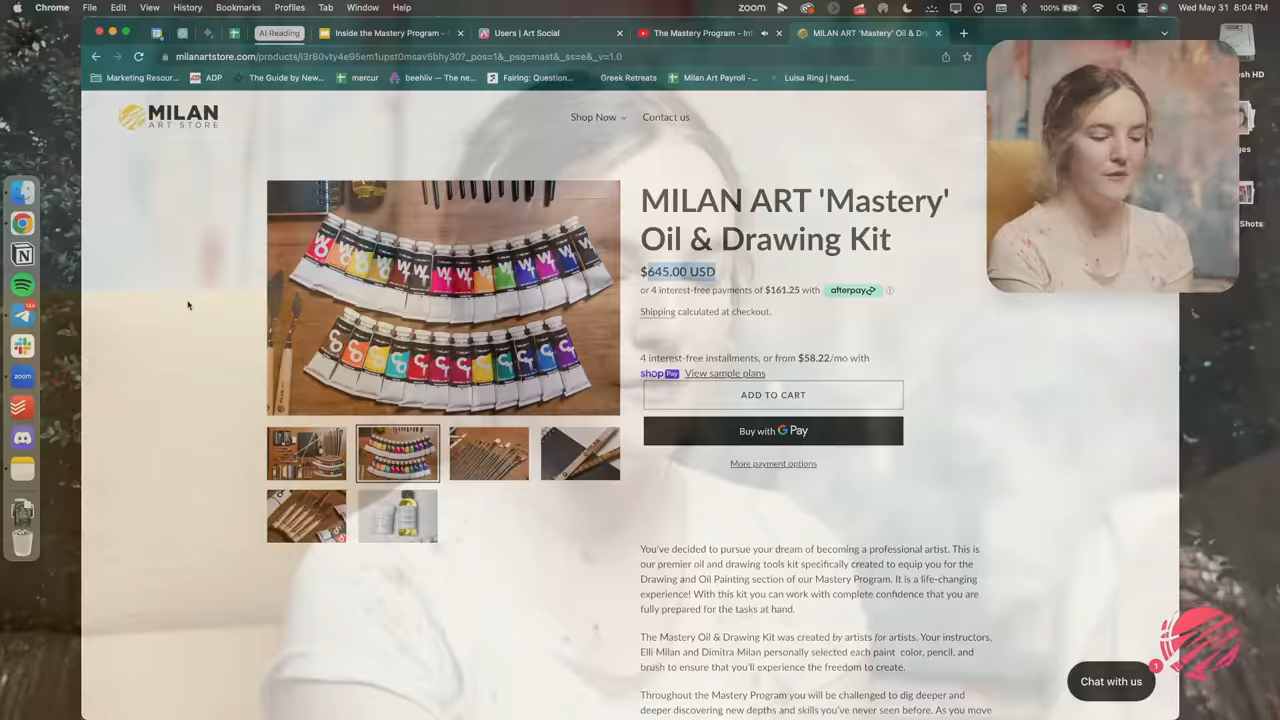 Chrome File Edit View History Bookmarks Profiles Tab Window Help
zoom 100% Wed May 31 8:04 PM
AI Reading Inside the Mastery Program - Users | Art Social The Mastery Program - Inf MILAN ART 'Mastery' Oil & Dr
milanartstore.com/products/i3r80vty4e95em1upst0msav5bhy30?_pos=1&_psq=mast&_ss=e&_v=1.0
Marketing Resour... ADP The Guide by New... mercur beehiiv — The ne... Fairing: Question... Greek Retreats Milan Art Payroll -... Luisa Ring | hand...
MILAN
ART STORE
Shop Now Contact us
MILAN ART 'Mastery'
Oil & Drawing Kit
$645.00 USD
or 4 interest-free payments of $161.25 with afterpay
Shipping calculated at checkout.
4 interest-free installments, or from $58.22/mo with
shop Pay View sample plans
ADD TO CART
Buy with G Pay
More payment options
You've decided to pursue your dream of becoming a professional artist. This is
our premier oil and drawing tools kit specifically created to equip you for the
Drawing and Oil Painting section of our Mastery Program. It is a life-changing
experience! With this kit you can work with complete confidence that you are
fully prepared for the tasks at hand.
The Mastery Oil & Drawing Kit was created by artists for artists. Your instructors,
Elli Milan and Dimitra Milan personally selected each paint color, pencil, and
brush to ensure that you'll experience the freedom to create.
Throughout the Mastery Program you will be challenged to dig deeper and
deeper discovering new depths and skills you've never seen before. As you move
Chat with us
1
zoom